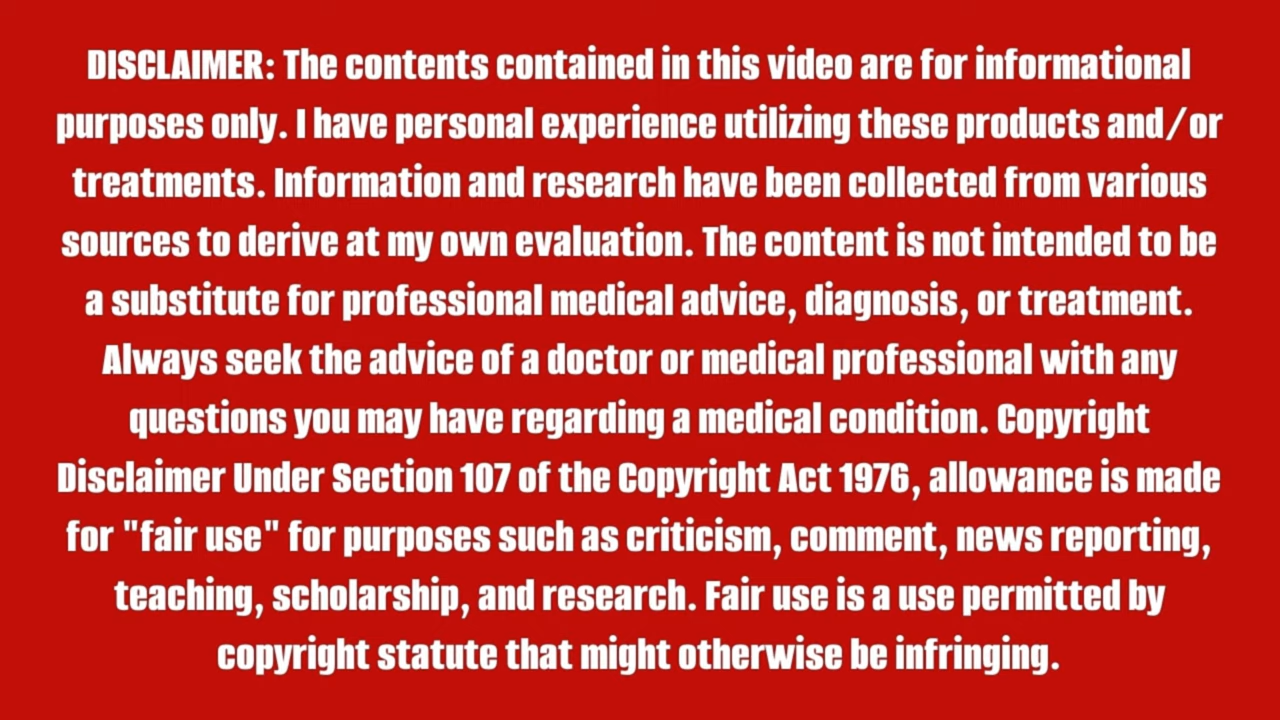 DISCLAIMER: The contents contained in this video are for informational
purposes only. I have personal experience utilizing these products and/or
treatments. Information and research have been collected from various
sources to derive at my own evaluation. The content is not intended to be
a substitute for professional medical advice, diagnosis, or treatment.
Always seek the advice of a doctor or medical professional with any
questions you may have regarding a medical condition. Copyright
Disclaimer Under Section 107 of the Copyright Act 1976, allowance is made
for "fair use" for purposes such as criticism, comment, news reporting,
teaching, scholarship, and research. Fair use is a use permitted by
copyright statute that might otherwise be infringing.